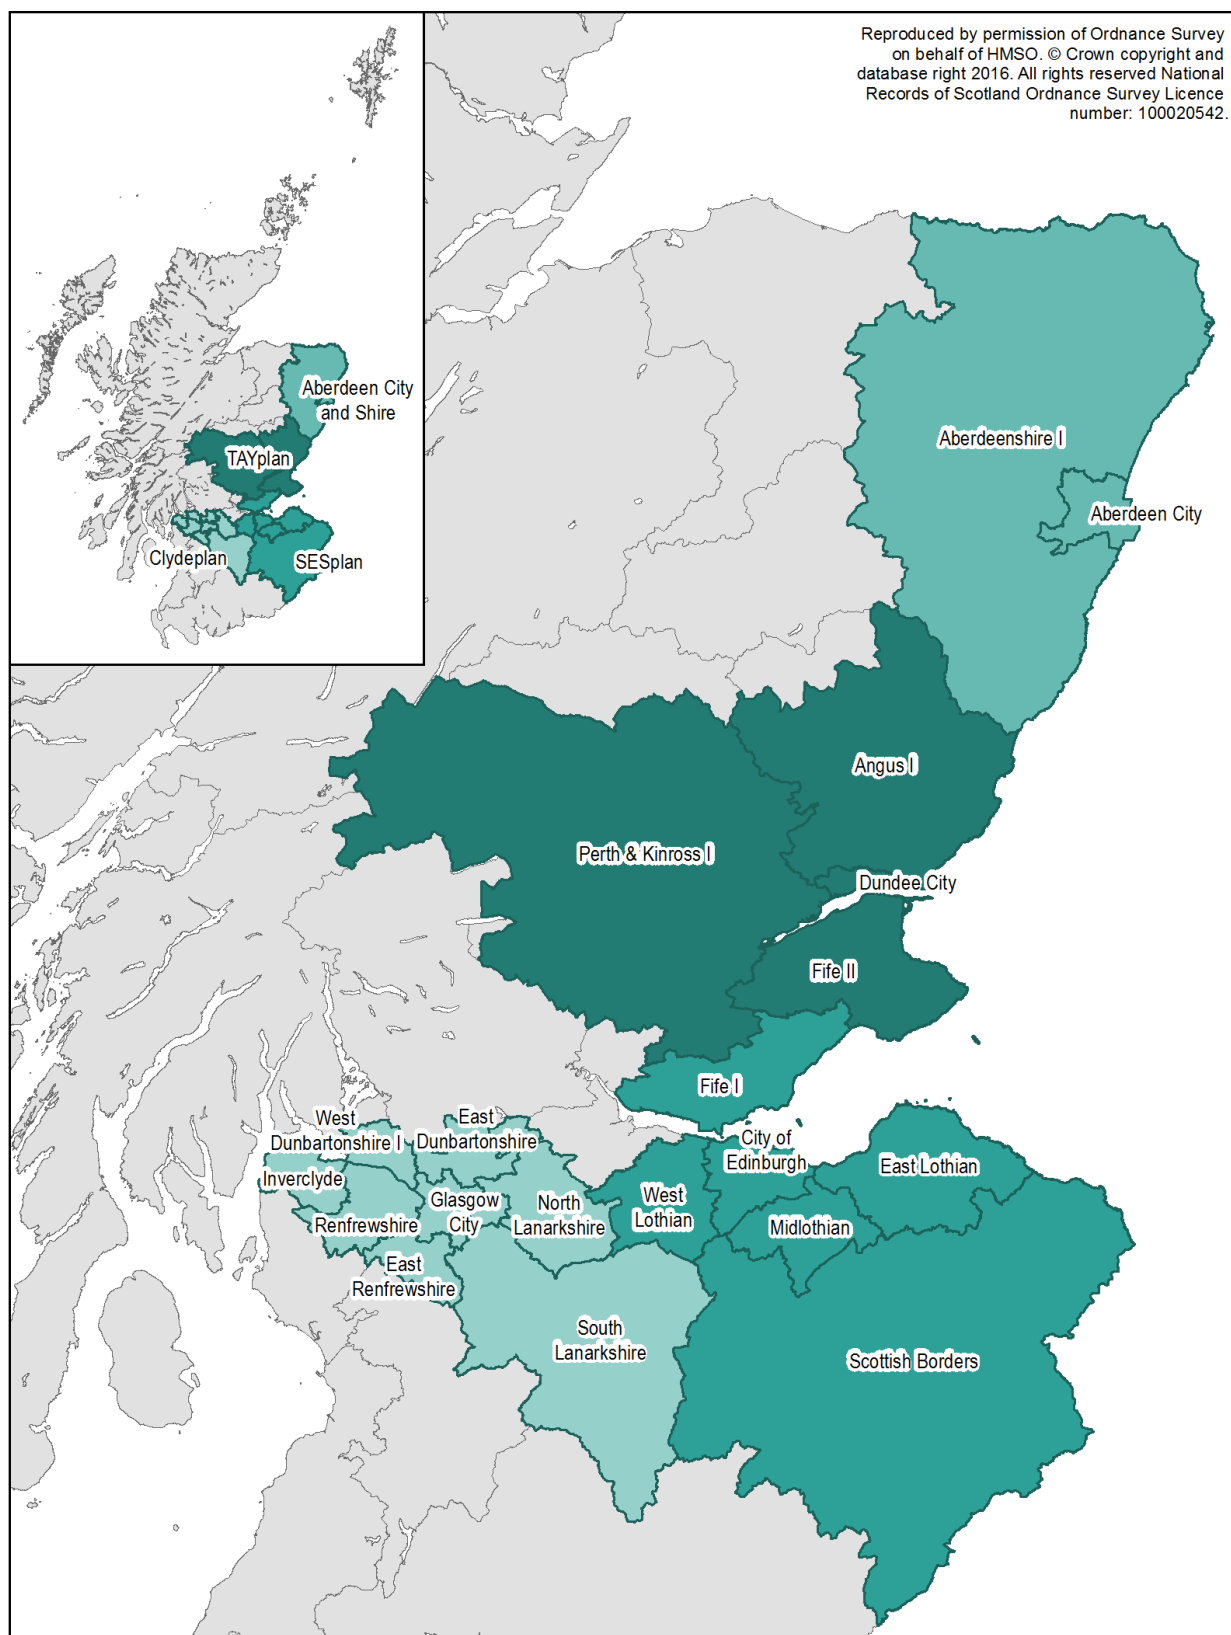 Reproduced by permission of Ordnance Survey
on behalf of HMSO. © Crown copyright and
database right 2016. All rights reserved National
Records of Scotland Ordnance Survey Licence
number: 100020542.
Aberdeen City
and Shire
TAYplan
Clydeplan
SESplan
Aberdeenshire I
Aberdeen City
Angus I
Perth & Kinross I
Dundee City
Fife II
Fife I
West
Dunbartonshire I
East
Dunbartonshire
City of
Edinburgh
East Lothian
Inverclyde
Renfrewshire
Glasgow
City
North
Lanarkshire
West
Lothian
Midlothian
East
Renfrewshire
South
Lanarkshire
Scottish Borders